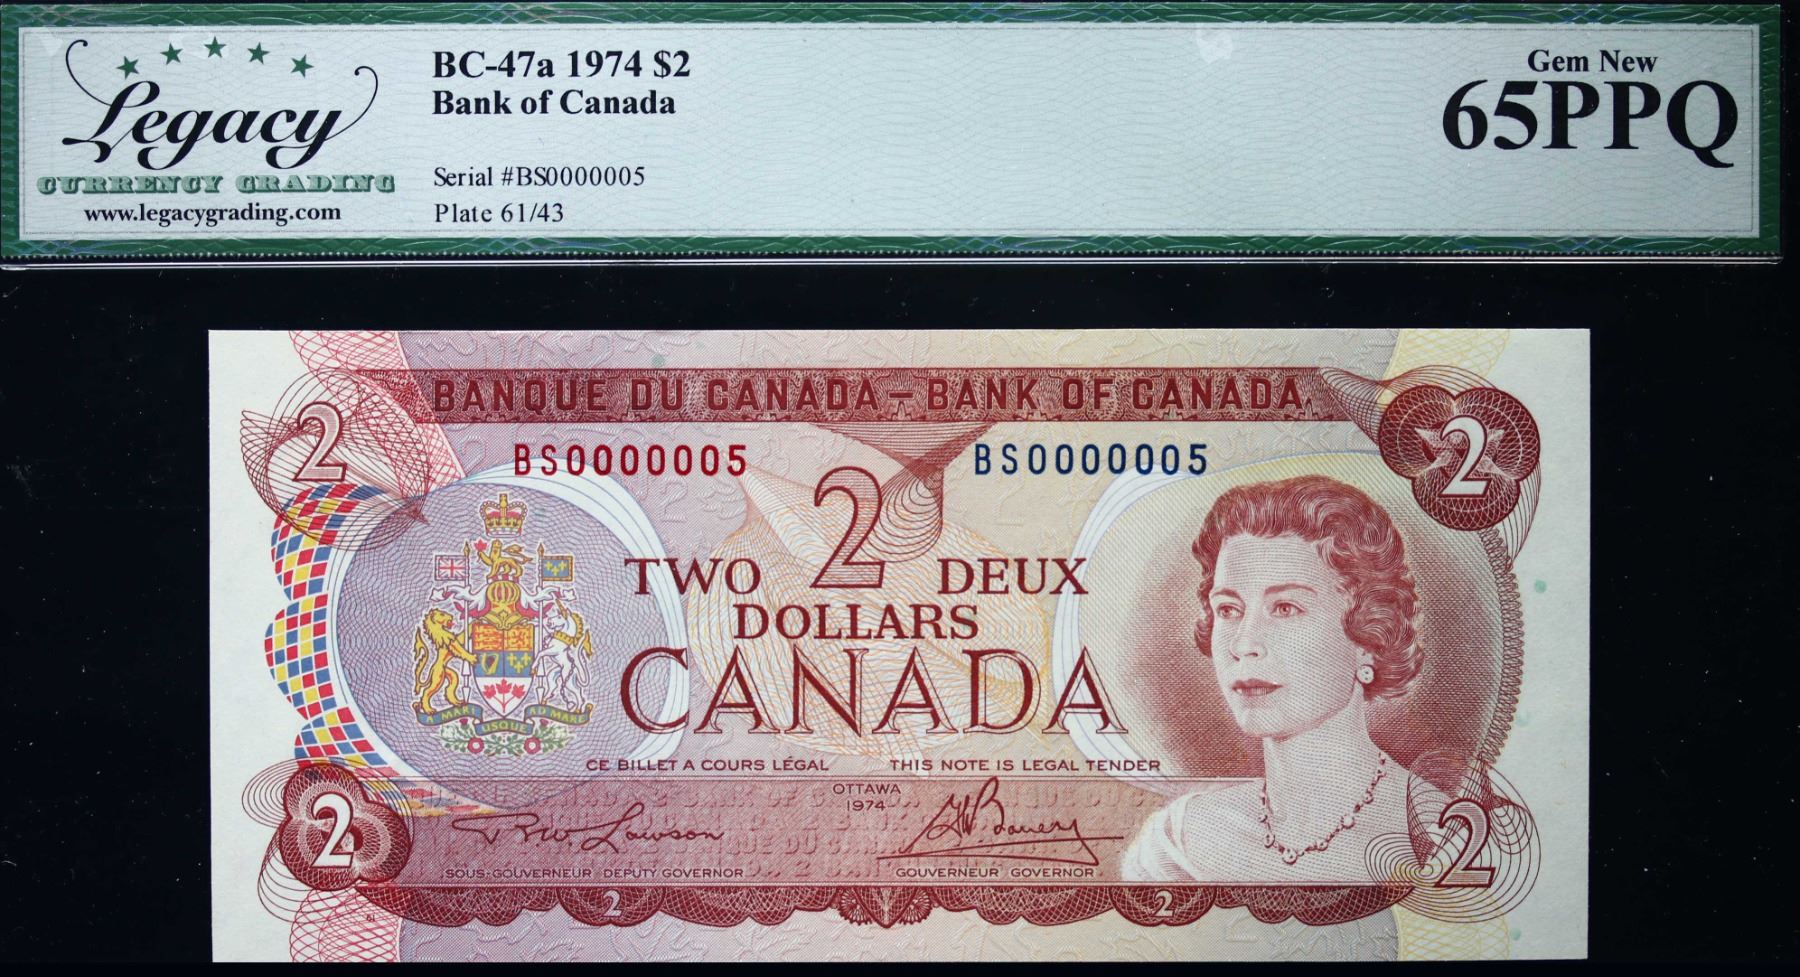 Legacy
CURRENCY GRADING
www.legacygrading.com
BC-47a 1974 $2
Bank of Canada
Serial #BS0000005
Plate 61/43
Gem New
65PPQ
BANQUE DU CANADA – BANK OF CANADA
2
2
BS0000005
BS0000005
2
TWO DEUX
DOLLARS
CANADA
A MARI USQUE AD MARE
CE BILLET A COURS LÉGAL THIS NOTE IS LEGAL TENDER
OTTAWA
1974
2
2
SOUS-GOUVERNEUR DEPUTY GOVERNOR
GOUVERNEUR GOVERNOR
61
2
2